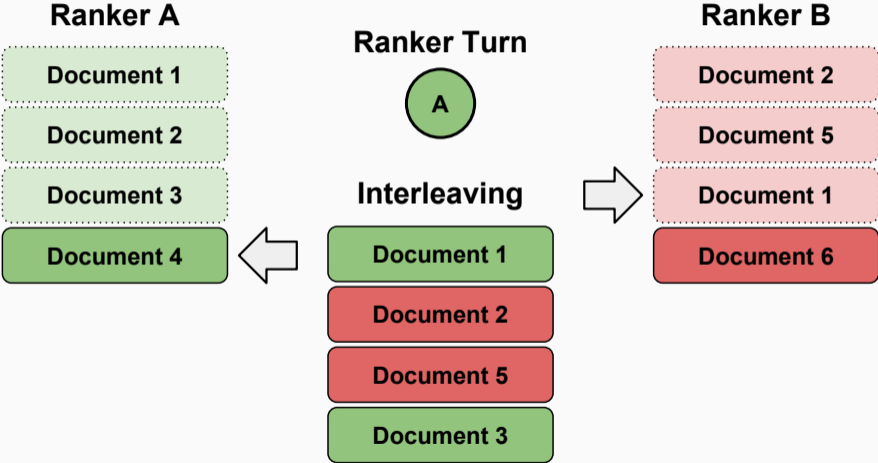 Ranker A
Document 1
Document 2
Document 3
Document 4
Ranker Turn
A
Interleaving
Document 1
Document 2
Document 5
Document 3
Ranker B
Document 2
Document 5
Document 1
Document 6